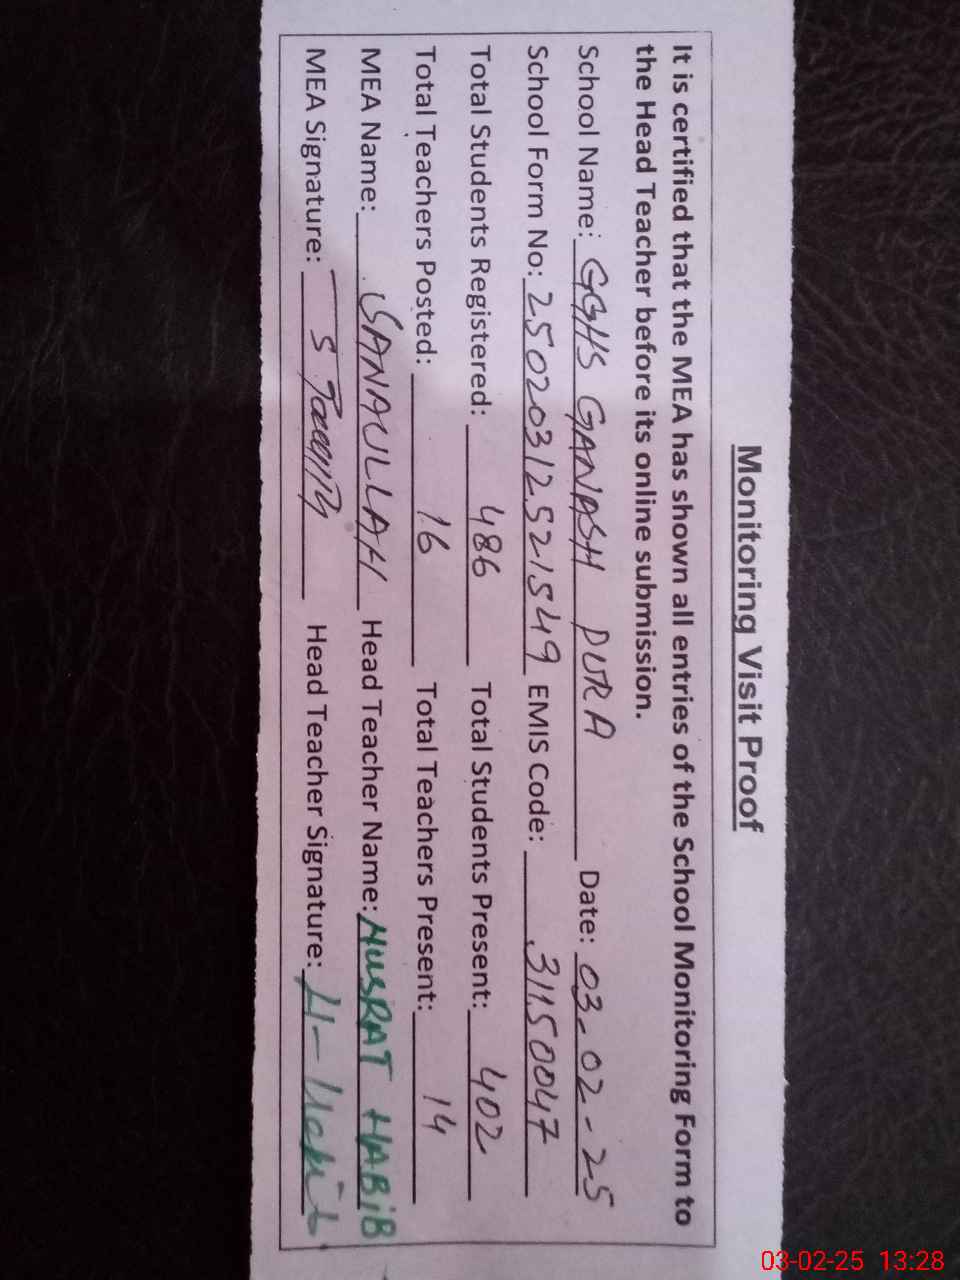 Monitoring Visit Proof
It is certified that the MEA has shown all entries of the School Monitoring Form to
the Head Teacher before its online submission.
School Name: GGHS GANASH PURA Date: 03-02-25
School Form No: 25020312521549 EMIS Code: 31150047
Total Students Registered: 486 Total Students Present: 402
Total Teachers Posted: 16 Total Teachers Present: 14
MEA Name: SANAULLAH Head Teacher Name: NUSRAT HABiB
MEA Signature: Head Teacher Signature:
03-02-25 13:28